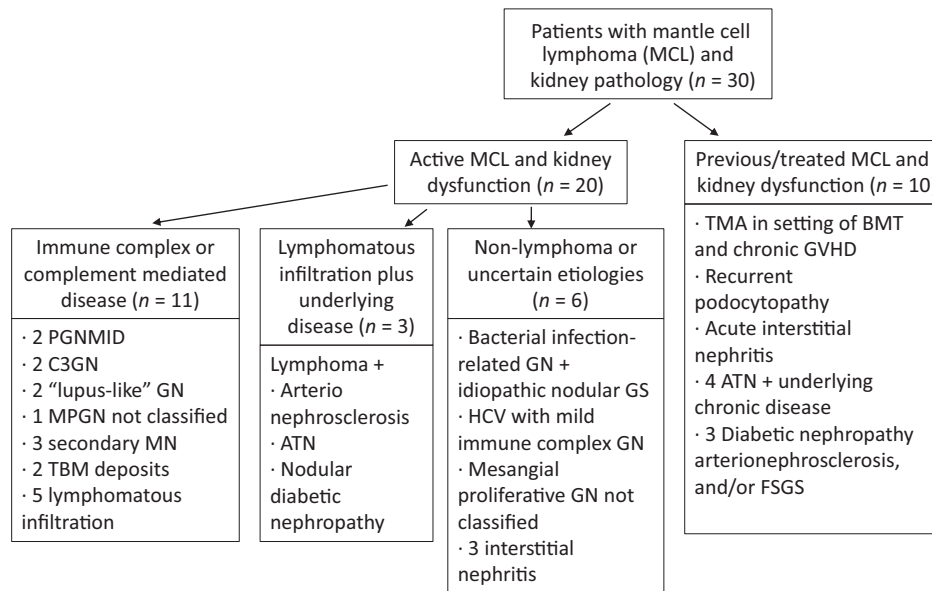 Patients with mantle cell
lymphoma (MCL) and
kidney pathology (n = 30)
Active MCL and kidney
dysfunction (n = 20)
Previous/treated MCL and
kidney dysfunction (n = 10)
· TMA in setting of BMT
and chronic GVHD
· Recurrent
podocytopathy
· Acute interstitial
nephritis
· 4 ATN + underlying
chronic disease
· 3 Diabetic nephropathy
arterionephrosclerosis,
and/or FSGS
Immune complex or
complement mediated
disease (n = 11)
· 2 PGNMID
· 2 C3GN
· 2 “lupus-like” GN
· 1 MPGN not classified
· 3 secondary MN
· 2 TBM deposits
· 5 lymphomatous
infiltration
Lymphomatous
infiltration plus
underlying
disease (n = 3)
Lymphoma +
· Arterio
nephrosclerosis
· ATN
· Nodular
diabetic
nephropathy
Non-lymphoma or
uncertain etiologies
(n = 6)
· Bacterial infection-
related GN +
idiopathic nodular GS
· HCV with mild
immune complex GN
· Mesangial
proliferative GN not
classified
· 3 interstitial
nephritis